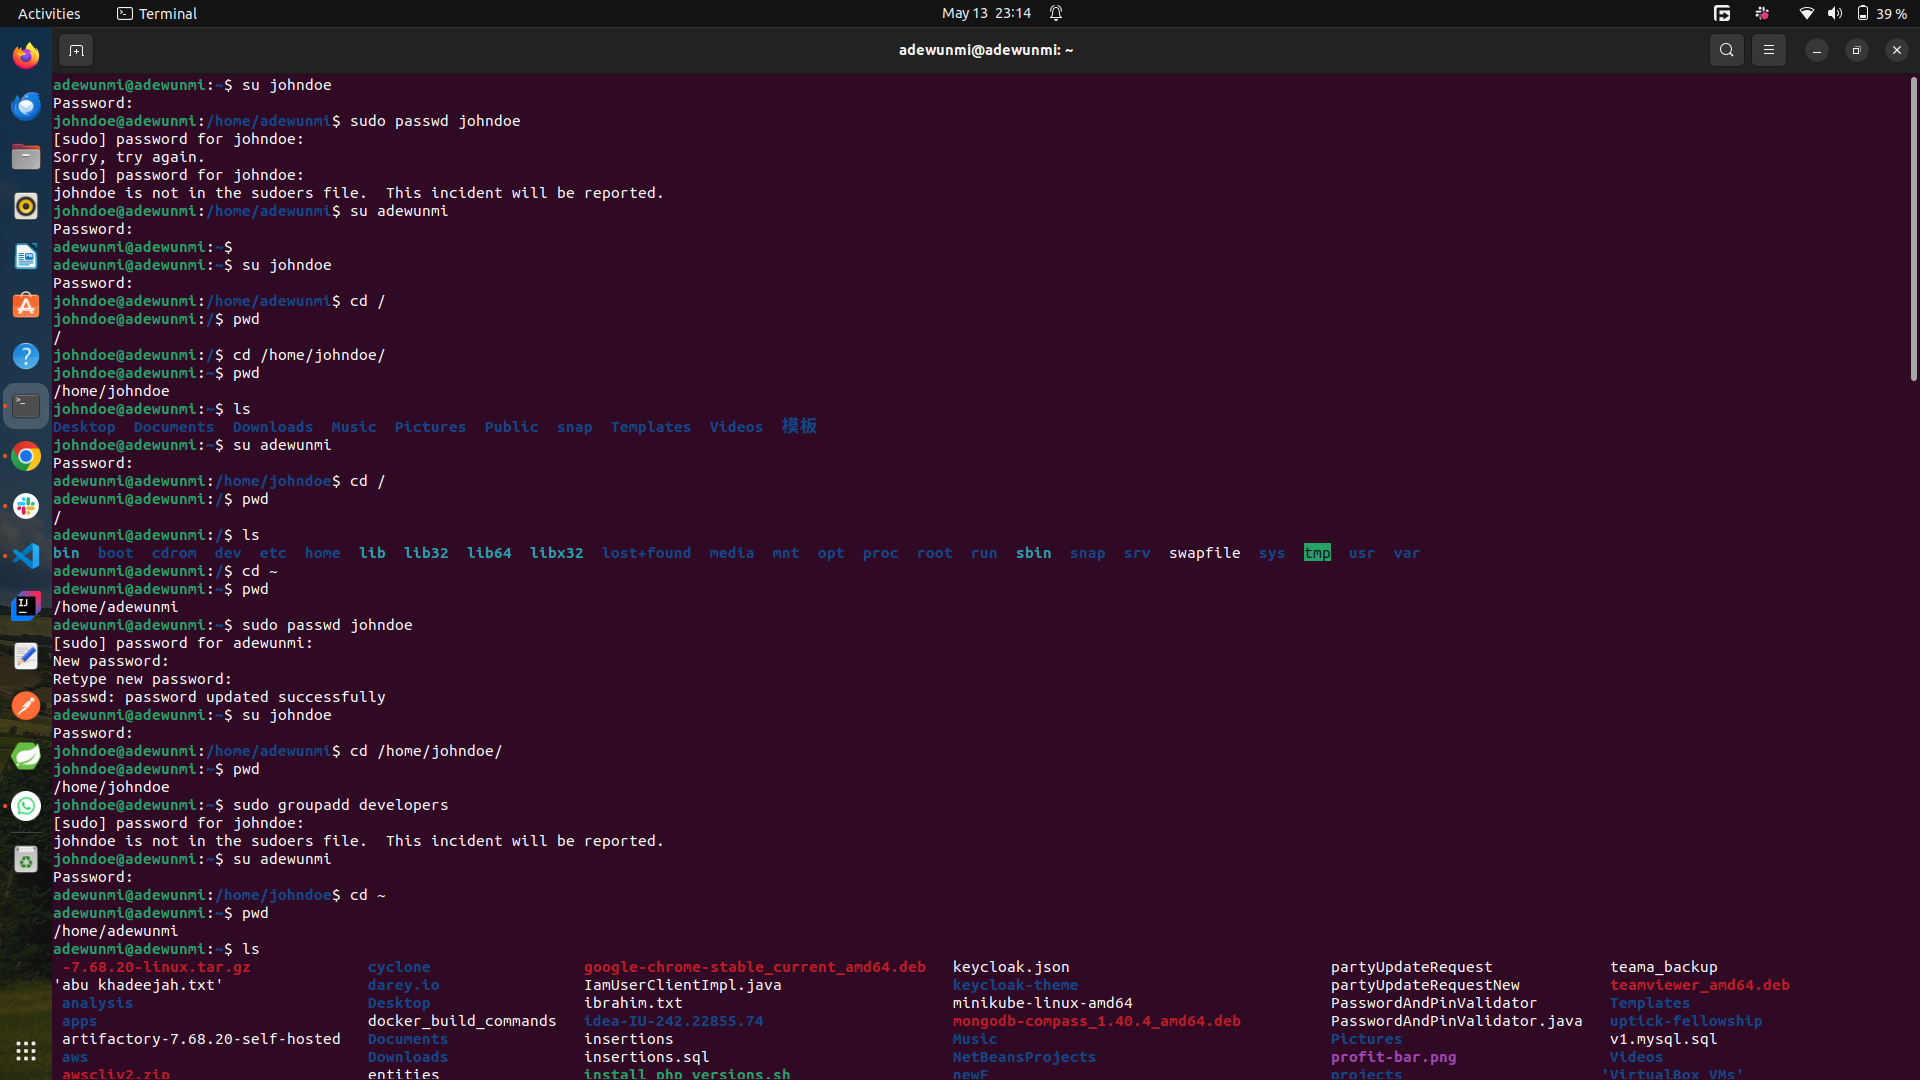 Activities Terminal May 13 23:14 39 %
adewunmi@adewunmi: ~
adewunmi@adewunmi:~$ su johndoe
Password:
johndoe@adewunmi:/home/adewunmi$ sudo passwd johndoe
[sudo] password for johndoe:
Sorry, try again.
[sudo] password for johndoe:
johndoe is not in the sudoers file.  This incident will be reported.
johndoe@adewunmi:/home/adewunmi$ su adewunmi
Password:
adewunmi@adewunmi:~$
adewunmi@adewunmi:~$ su johndoe
Password:
johndoe@adewunmi:/home/adewunmi$ cd /
johndoe@adewunmi:/$ pwd
/
johndoe@adewunmi:/$ cd /home/johndoe/
johndoe@adewunmi:~$ pwd
/home/johndoe
johndoe@adewunmi:~$ ls
Desktop  Documents  Downloads  Music  Pictures  Public  snap  Templates  Videos  模板
johndoe@adewunmi:~$ su adewunmi
Password:
adewunmi@adewunmi:/home/johndoe$ cd /
adewunmi@adewunmi:/$ pwd
/
adewunmi@adewunmi:/$ ls
bin  boot  cdrom  dev  etc  home  lib  lib32  lib64  libx32  lost+found  media  mnt  opt  proc  root  run  sbin  snap  srv  swapfile  sys  tmp  usr  var
adewunmi@adewunmi:/$ cd ~
adewunmi@adewunmi:~$ pwd
/home/adewunmi
adewunmi@adewunmi:~$ sudo passwd johndoe
[sudo] password for adewunmi:
New password:
Retype new password:
passwd: password updated successfully
adewunmi@adewunmi:~$ su johndoe
Password:
johndoe@adewunmi:/home/adewunmi$ cd /home/johndoe/
johndoe@adewunmi:~$ pwd
/home/johndoe
johndoe@adewunmi:~$ sudo groupadd developers
[sudo] password for johndoe:
johndoe is not in the sudoers file.  This incident will be reported.
johndoe@adewunmi:~$ su adewunmi
Password:
adewunmi@adewunmi:/home/johndoe$ cd ~
adewunmi@adewunmi:~$ pwd
/home/adewunmi
adewunmi@adewunmi:~$ ls
-7.68.20-linux.tar.gz  cyclone  google-chrome-stable_current_amd64.deb  keycloak.json  partyUpdateRequest  teama_backup
'abu khadeejah.txt'  darey.io  IamUserClientImpl.java  keycloak-theme  partyUpdateRequestNew  teamviewer_amd64.deb
analysis  Desktop  ibrahim.txt  minikube-linux-amd64  PasswordAndPinValidator  Templates
apps  docker_build_commands  idea-IU-242.22855.74  mongodb-compass_1.40.4_amd64.deb  PasswordAndPinValidator.java  uptick-fellowship
artifactory-7.68.20-self-hosted  Documents  insertions  Music  Pictures  v1.mysql.sql
aws  Downloads  insertions.sql  NetBeansProjects  profit-bar.png  Videos
awscliv2.zip  entities  install_php_versions.sh  newF  projects  'VirtualBox VMs'